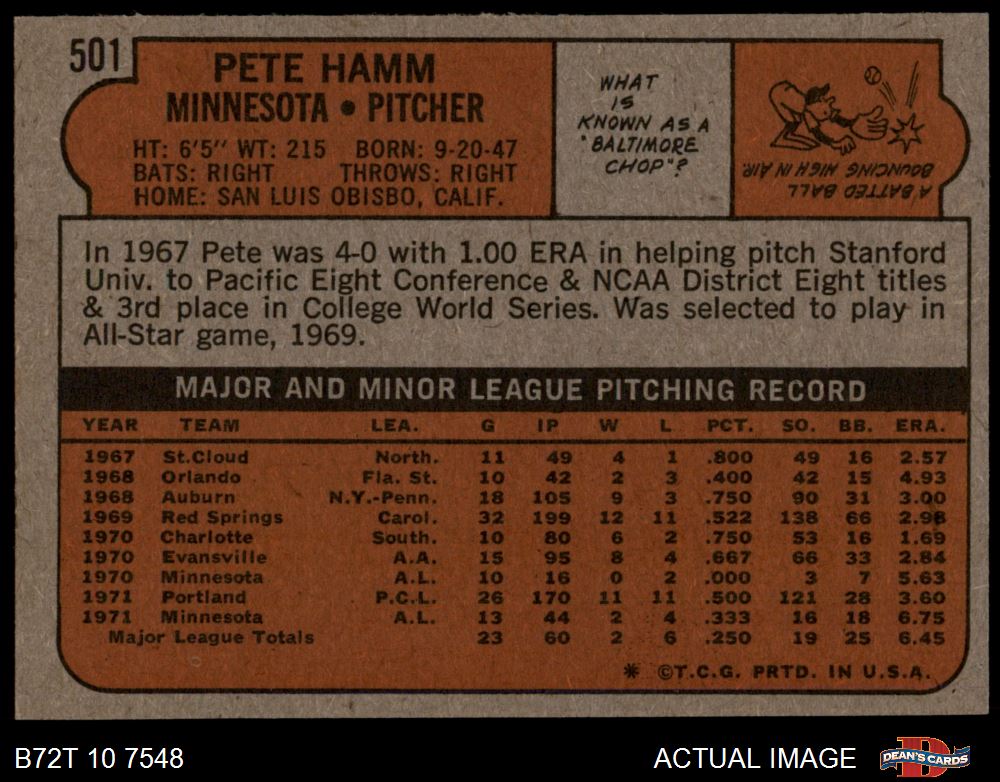 501
PETE HAMM
MINNESOTA • PITCHER
HT: 6'5" WT: 215 BORN: 9-20-47
BATS: RIGHT THROWS: RIGHT
HOME: SAN LUIS OBISBO, CALIF.
WHAT
IS
KNOWN AS A
"BALTIMORE
CHOP"?
A BATTED BALL
BOUNCING HIGH IN AIR.
In 1967 Pete was 4-0 with 1.00 ERA in helping pitch Stanford
Univ. to Pacific Eight Conference & NCAA District Eight titles
& 3rd place in College World Series. Was selected to play in
All-Star game, 1969.
MAJOR AND MINOR LEAGUE PITCHING RECORD
YEAR TEAM LEA. G IP W L PCT. SO. BB. ERA.
1967 St.Cloud North. 11 49 4 1 .800 49 16 2.57
1968 Orlando Fla. St. 10 42 2 3 .400 42 15 4.93
1968 Auburn N.Y.-Penn. 18 105 9 3 .750 90 31 3.00
1969 Red Springs Carol. 32 199 12 11 .522 138 66 2.98
1970 Charlotte South. 10 80 6 2 .750 53 16 1.69
1970 Evansville A.A. 15 95 8 4 .667 66 33 2.84
1970 Minnesota A.L. 10 16 0 2 .000 3 7 5.63
1971 Portland P.C.L. 26 170 11 11 .500 121 28 3.60
1971 Minnesota A.L. 13 44 2 4 .333 16 18 6.75
Major League Totals 23 60 2 6 .250 19 25 6.45
* ©T.C.G. PRTD. IN U.S.A.
B72T 10 7548
ACTUAL IMAGE
DEAN'S CARDS